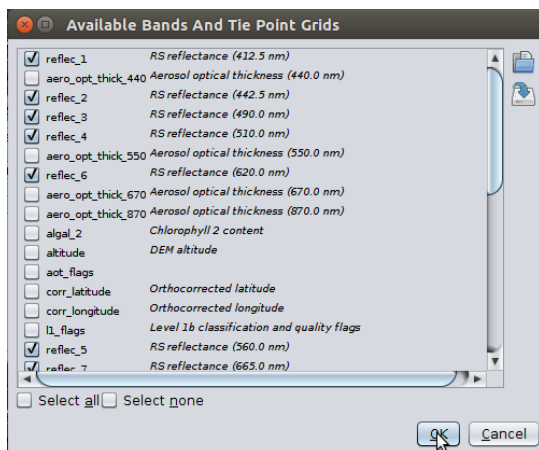 Available Bands And Tie Point Grids
reflec_1 RS reflectance (412.5 nm)
aero_opt_thick_440 Aerosol optical thickness (440.0 nm)
reflec_2 RS reflectance (442.5 nm)
reflec_3 RS reflectance (490.0 nm)
reflec_4 RS reflectance (510.0 nm)
aero_opt_thick_550 Aerosol optical thickness (550.0 nm)
reflec_6 RS reflectance (620.0 nm)
aero_opt_thick_670 Aerosol optical thickness (670.0 nm)
aero_opt_thick_870 Aerosol optical thickness (870.0 nm)
algal_2 Chlorophyll 2 content
altitude DEM altitude
aot_flags
corr_latitude Orthocorrected latitude
corr_longitude Orthocorrected longitude
l1_flags Level 1b classification and quality flags
reflec_5 RS reflectance (560.0 nm)
reflec_7 RS reflectance (665.0 nm)
Select all Select none
OK Cancel